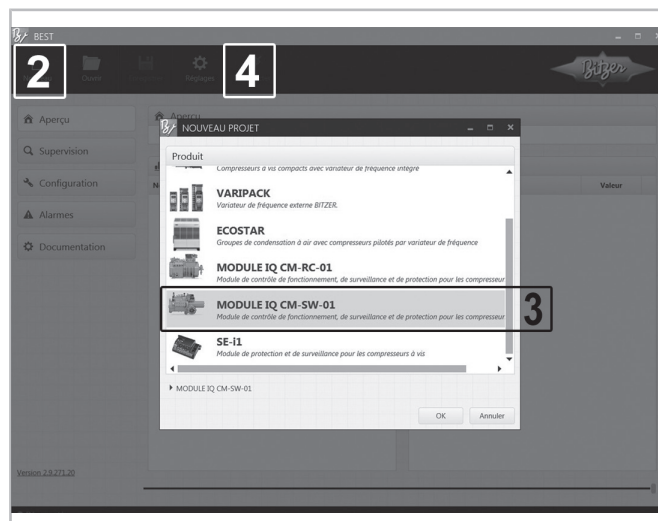 BEST
2
Ouvrir
Réglages
4
Bitzer
Aperçu
Supervision
Configuration
Alarmes
Documentation
Aperçu
Valeur
NOUVEAU PROJET
Produit
Compresseurs à vis compacts avec variateur de fréquence intégré
VARIPACK
Variateur de fréquence externe BITZER.
ECOSTAR
Groupes de condensation à air avec compresseurs pilotés par variateur de fréquence
MODULE IQ CM-RC-01
Module de contrôle de fonctionnement, de surveillance et de protection pour les compresseur
MODULE IQ CM-SW-01
Module de contrôle de fonctionnement, de surveillance et de protection pour les compresseur
3
SE-i1
Module de protection et de surveillance pour les compresseurs à vis
MODULE IQ CM-SW-01
OK
Annuler
Version 2.9.271.20